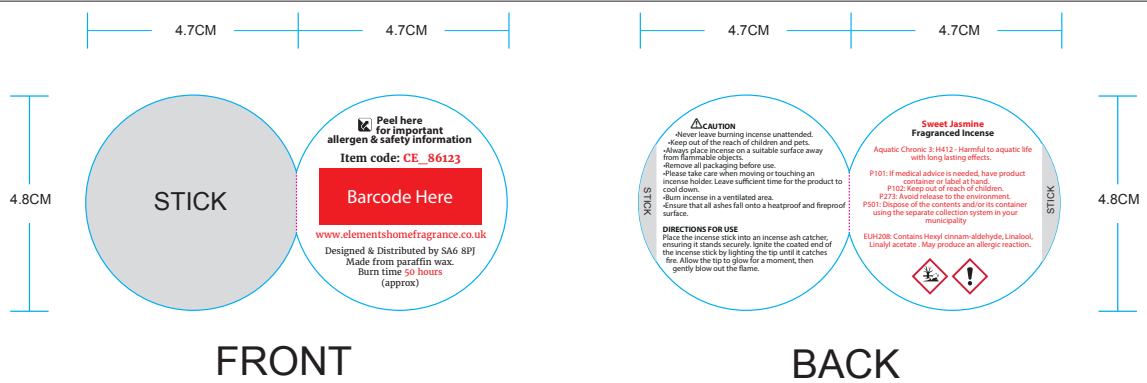 4.7CM
4.7CM
4.8CM
STICK
Peel here
for important
allergen & safety information
Item code: CE_86123
Barcode Here
www.elementshomefragrance.co.uk
Designed & Distributed by SA6 8PJ
Made from paraffin wax.
Burn time 50 hours
(approx)
FRONT
4.7CM
4.7CM
STICK
CAUTION
•Never leave burning incense unattended.
•Keep out of the reach of children and pets.
•Always place incense on a suitable surface away
from flammable objects.
•Remove all packaging before use.
•Please take care when moving or touching an
incense holder. Leave sufficient time for the product to
cool down.
•Burn incense in a ventilated area.
•Ensure that all ashes fall onto a heatproof and fireproof
surface.
DIRECTIONS FOR USE
Place the incense stick into an incense ash catcher,
ensuring it stands securely. Ignite the coated end of
the incense stick by lighting the tip until it catches
fire. Allow the tip to glow for a moment, then
gently blow out the flame.
Sweet Jasmine
Fragranced Incense
Aquatic Chronic 3: H412 - Harmful to aquatic life
with long lasting effects.
P101: If medical advice is needed, have product
container or label at hand.
P102: Keep out of reach of children.
P273: Avoid release to the environment.
P501: Dispose of the contents and/or its container
using the separate collection system in your
municipality
EUH208: Contains Hexyl cinnam-aldehyde, Linalool,
Linalyl acetate . May produce an allergic reaction.
STICK
4.8CM
BACK